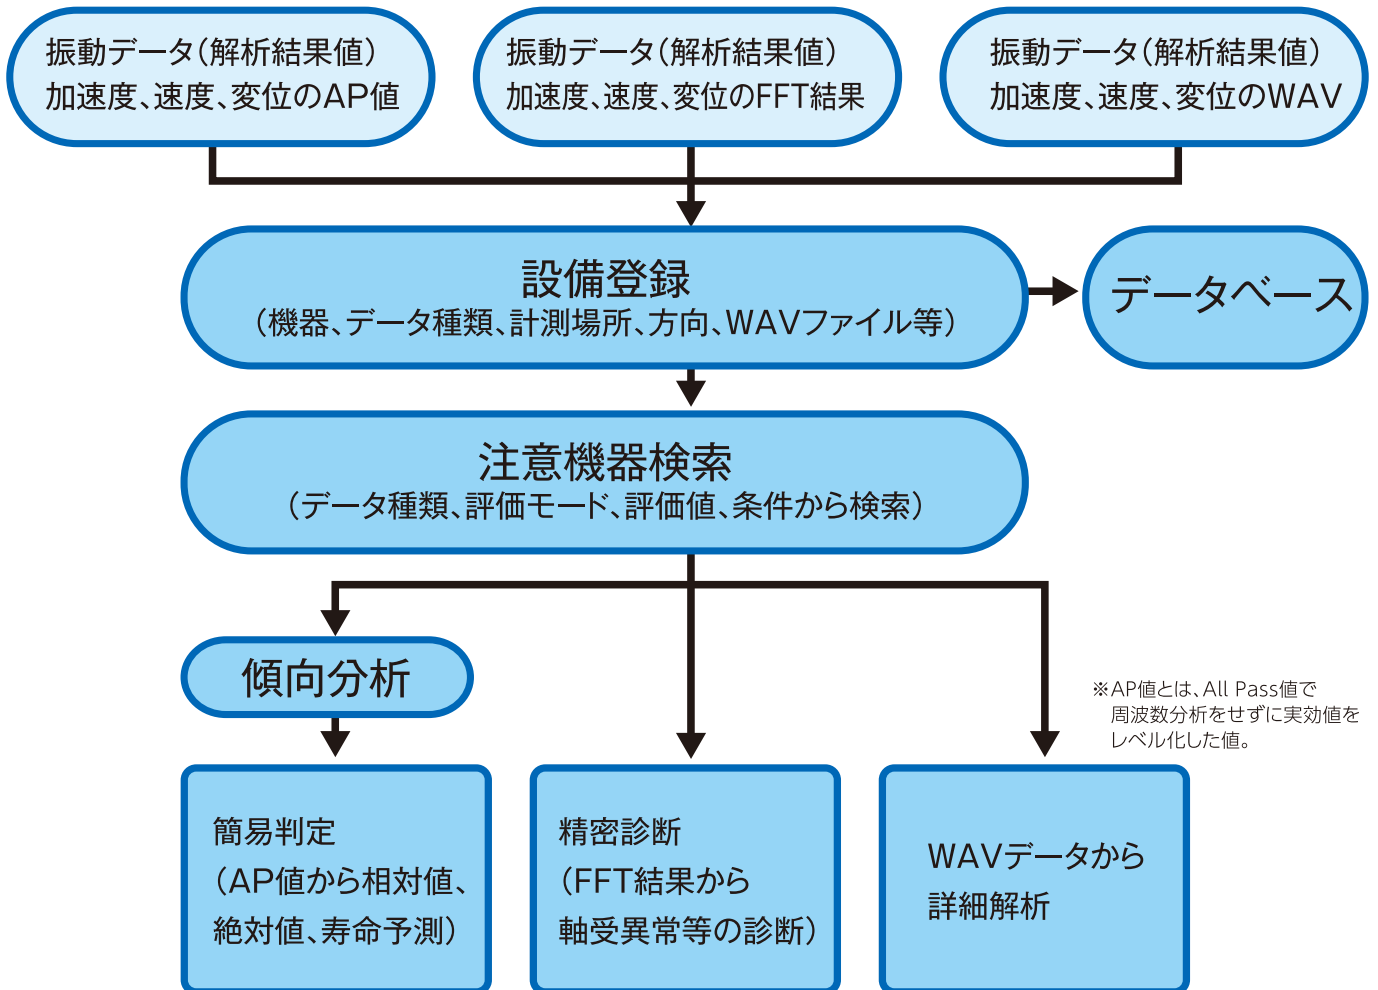 振動データ（解析結果値）
加速度、速度、変位のAP値
振動データ（解析結果値）
加速度、速度、変位のFFT結果
振動データ（解析結果値）
加速度、速度、変位のWAV
設備登録
（機器、データ種類、計測場所、方向、WAVファイル等）
データベース
注意機器検索
（データ種類、評価モード、評価値、条件から検索）
傾向分析
※AP値とは、All Pass値で
周波数分析をせずに実効値を
レベル化した値。
簡易判定
（AP値から相対値、
絶対値、寿命予測）
精密診断
（FFT結果から
軸受異常等の診断）
WAVデータから
詳細解析